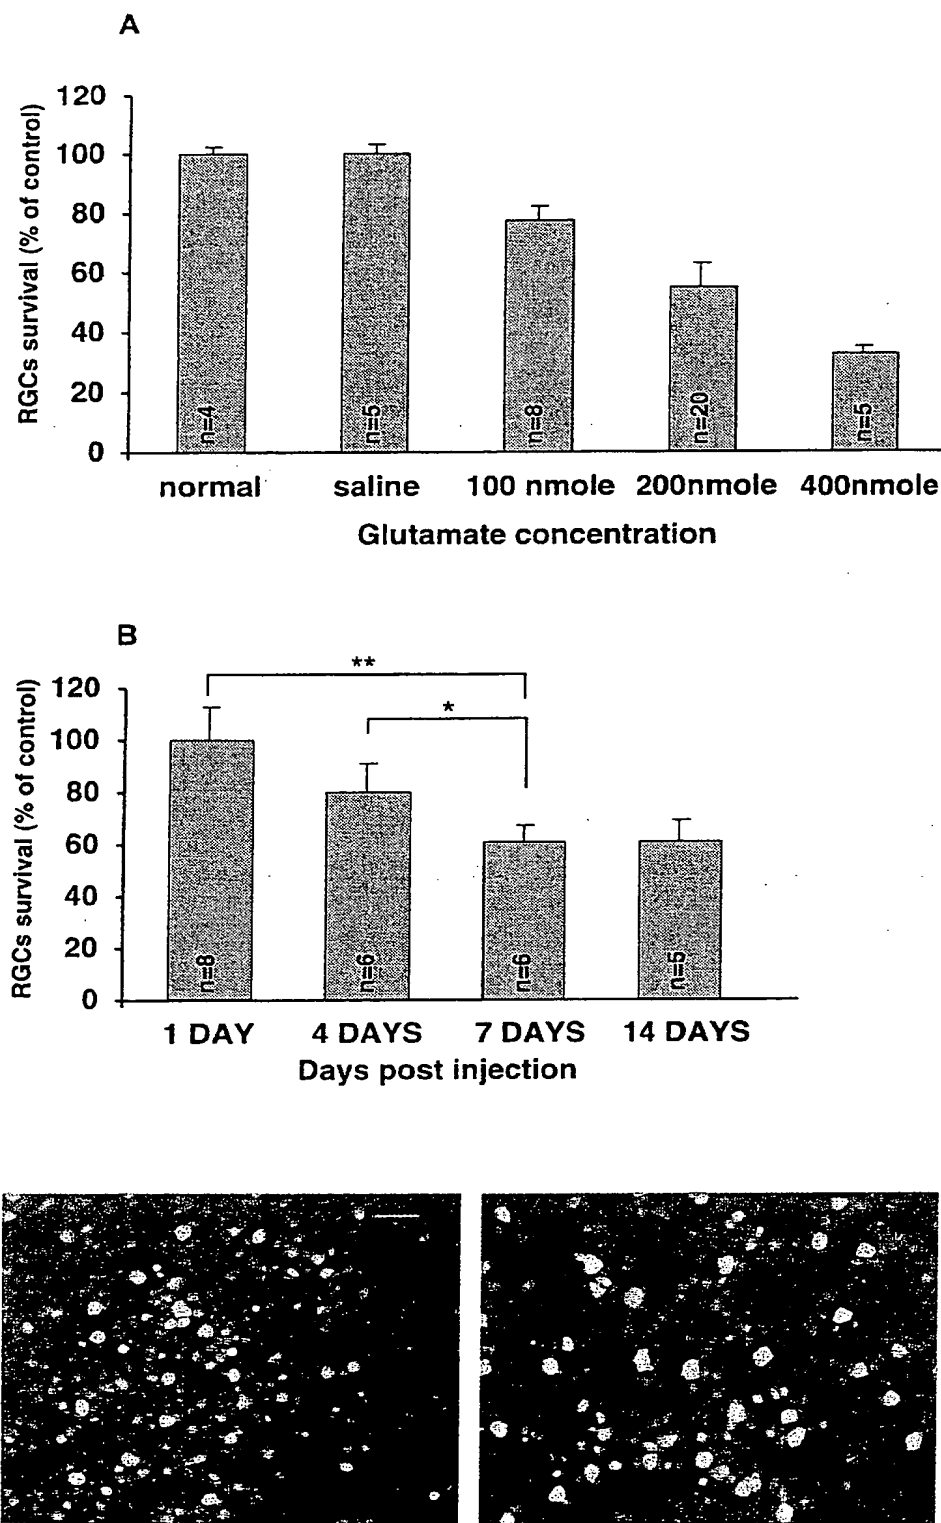 A
RGCs survival (% of control)
120
100
80
60
40
20
0
n=4
n=5
n=8
n=20
n=5
normal saline 100 nmole 200nmole 400nmole
Glutamate concentration
B
**
*
RGCs survival (% of control)
120
100
80
60
40
20
0
n=8
n=6
n=6
n=5
1 DAY 4 DAYS 7 DAYS 14 DAYS
Days post injection